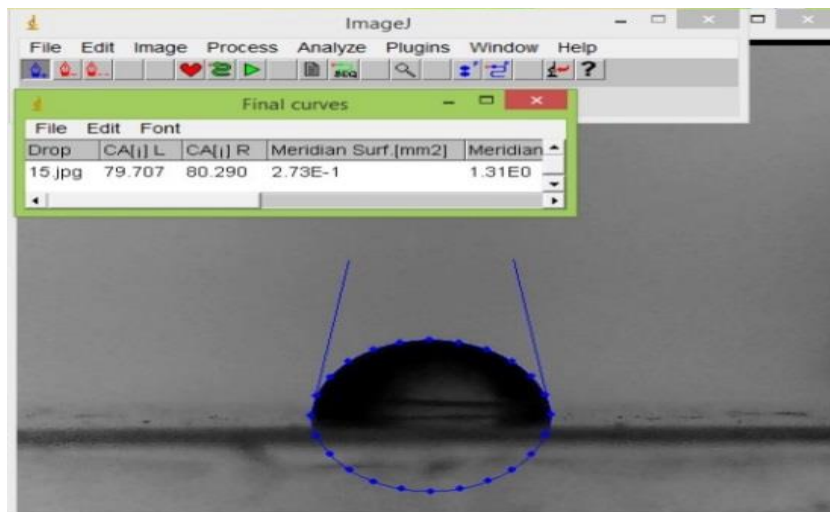 ImageJ
File Edit Image Process Analyze Plugins Window Help
SEQ
Final curves
File Edit Font
Drop CA[j] L CA[j] R Meridian Surf.[mm2] Meridian
15.jpg 79.707 80.290 2.73E-1 1.31E0